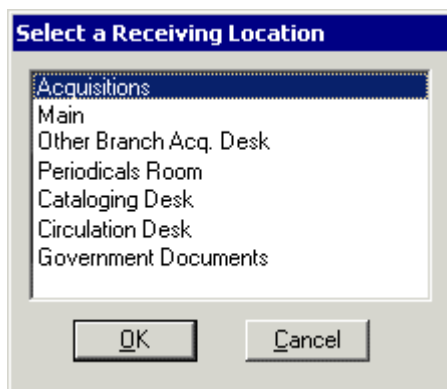 Select a Receiving Location
Acquisitions
Main
Other Branch Acq. Desk
Periodicals Room
Cataloging Desk
Circulation Desk
Government Documents
OK
Cancel